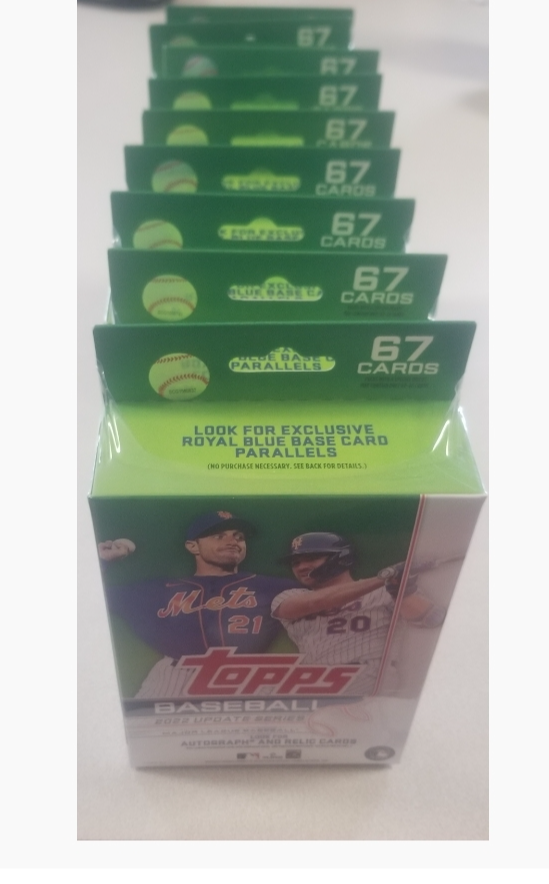 67
67
67
67
67
CARDS
67
CARDS
67
CARDS
67
CARDS
BLUE BASE
PARALLELS
LOOK FOR EXCLUSIVE
ROYAL BLUE BASE CARD
PARALLELS
(NO PURCHASE NECESSARY. SEE BACK FOR DETAILS.)
Mets
21
20
TOPPS
BASEBALL
2022 UPDATE SERIES
AUTOGRAPH AND RELIC CARDS